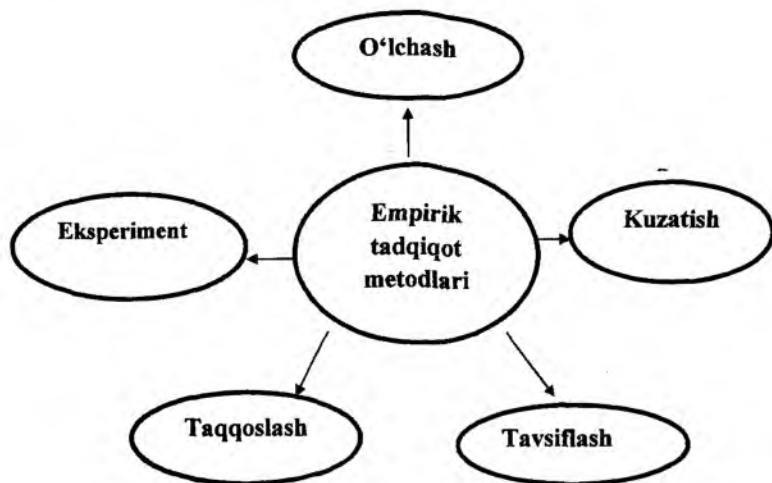 O‘lchash
Eksperiment
Empirik
tadqiqot
metodlari
Kuzatish
Taqqoslash
Tavsiflash